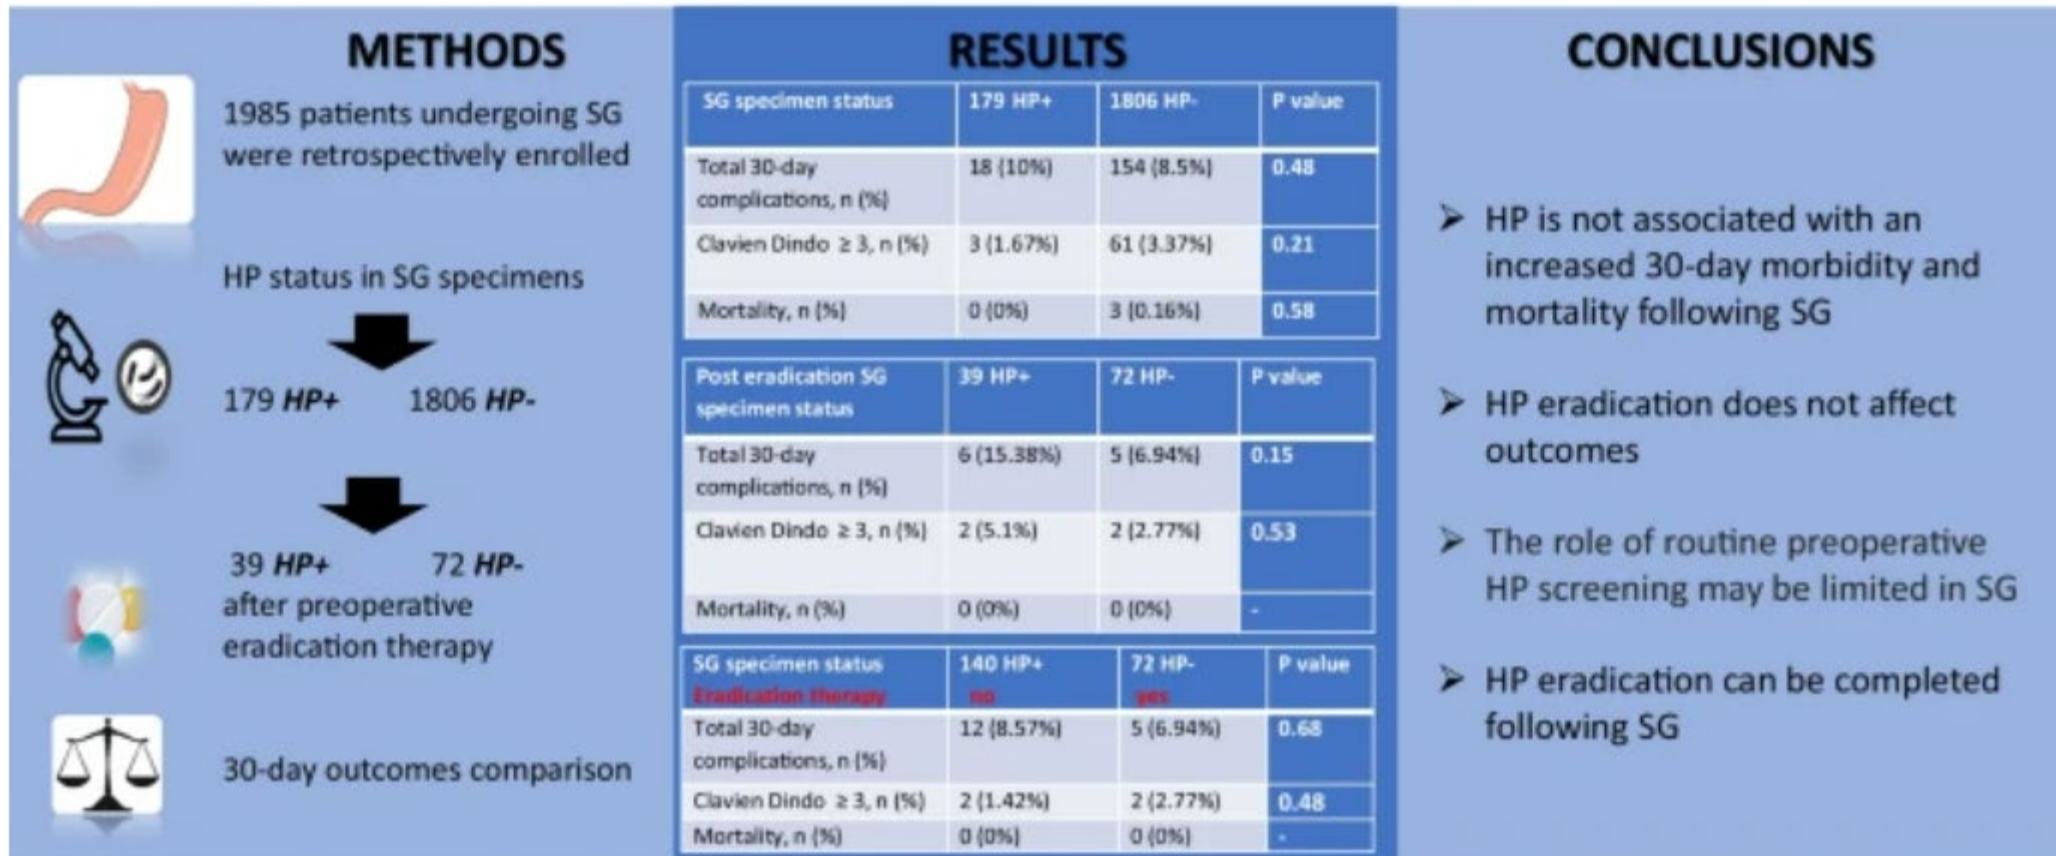 METHODS
1985 patients undergoing SG
were retrospectively enrolled
HP status in SG specimens
179 HP+ 1806 HP-
39 HP+ 72 HP-
after preoperative
eradication therapy
30-day outcomes comparison
RESULTS
SG specimen status 179 HP+ 1806 HP- P value
Total 30-day 18 (10%) 154 (8.5%) 0.48
complications, n (%)
Clavien Dindo ≥ 3, n (%) 3 (1.67%) 61 (3.37%) 0.21
Mortality, n (%) 0 (0%) 3 (0.16%) 0.58
Post eradication SG 39 HP+ 72 HP- P value
specimen status
Total 30-day 6 (15.38%) 5 (6.94%) 0.15
complications, n (%)
Clavien Dindo ≥ 3, n (%) 2 (5.1%) 2 (2.77%) 0.53
Mortality, n (%) 0 (0%) 0 (0%) -
SG specimen status 140 HP+ 72 HP- P value
Eradication therapy no yes
Total 30-day 12 (8.57%) 5 (6.94%) 0.68
complications, n (%)
Clavien Dindo ≥ 3, n (%) 2 (1.42%) 2 (2.77%) 0.48
Mortality, n (%) 0 (0%) 0 (0%) -
CONCLUSIONS
➢ HP is not associated with an
increased 30-day morbidity and
mortality following SG
➢ HP eradication does not affect
outcomes
➢ The role of routine preoperative
HP screening may be limited in SG
➢ HP eradication can be completed
following SG